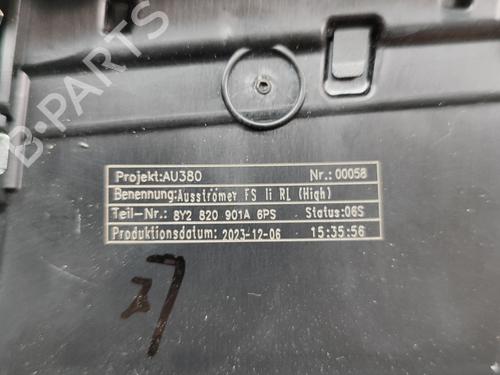 B-PARTS
Projekt:AU380 Nr.: 00058
Benennung: Ausströmer FS li RL (High)
Teil-Nr.: 8Y2 820 901A 6PS Status:06S
Produktionsdatum: 2023-12-06 15:35:56